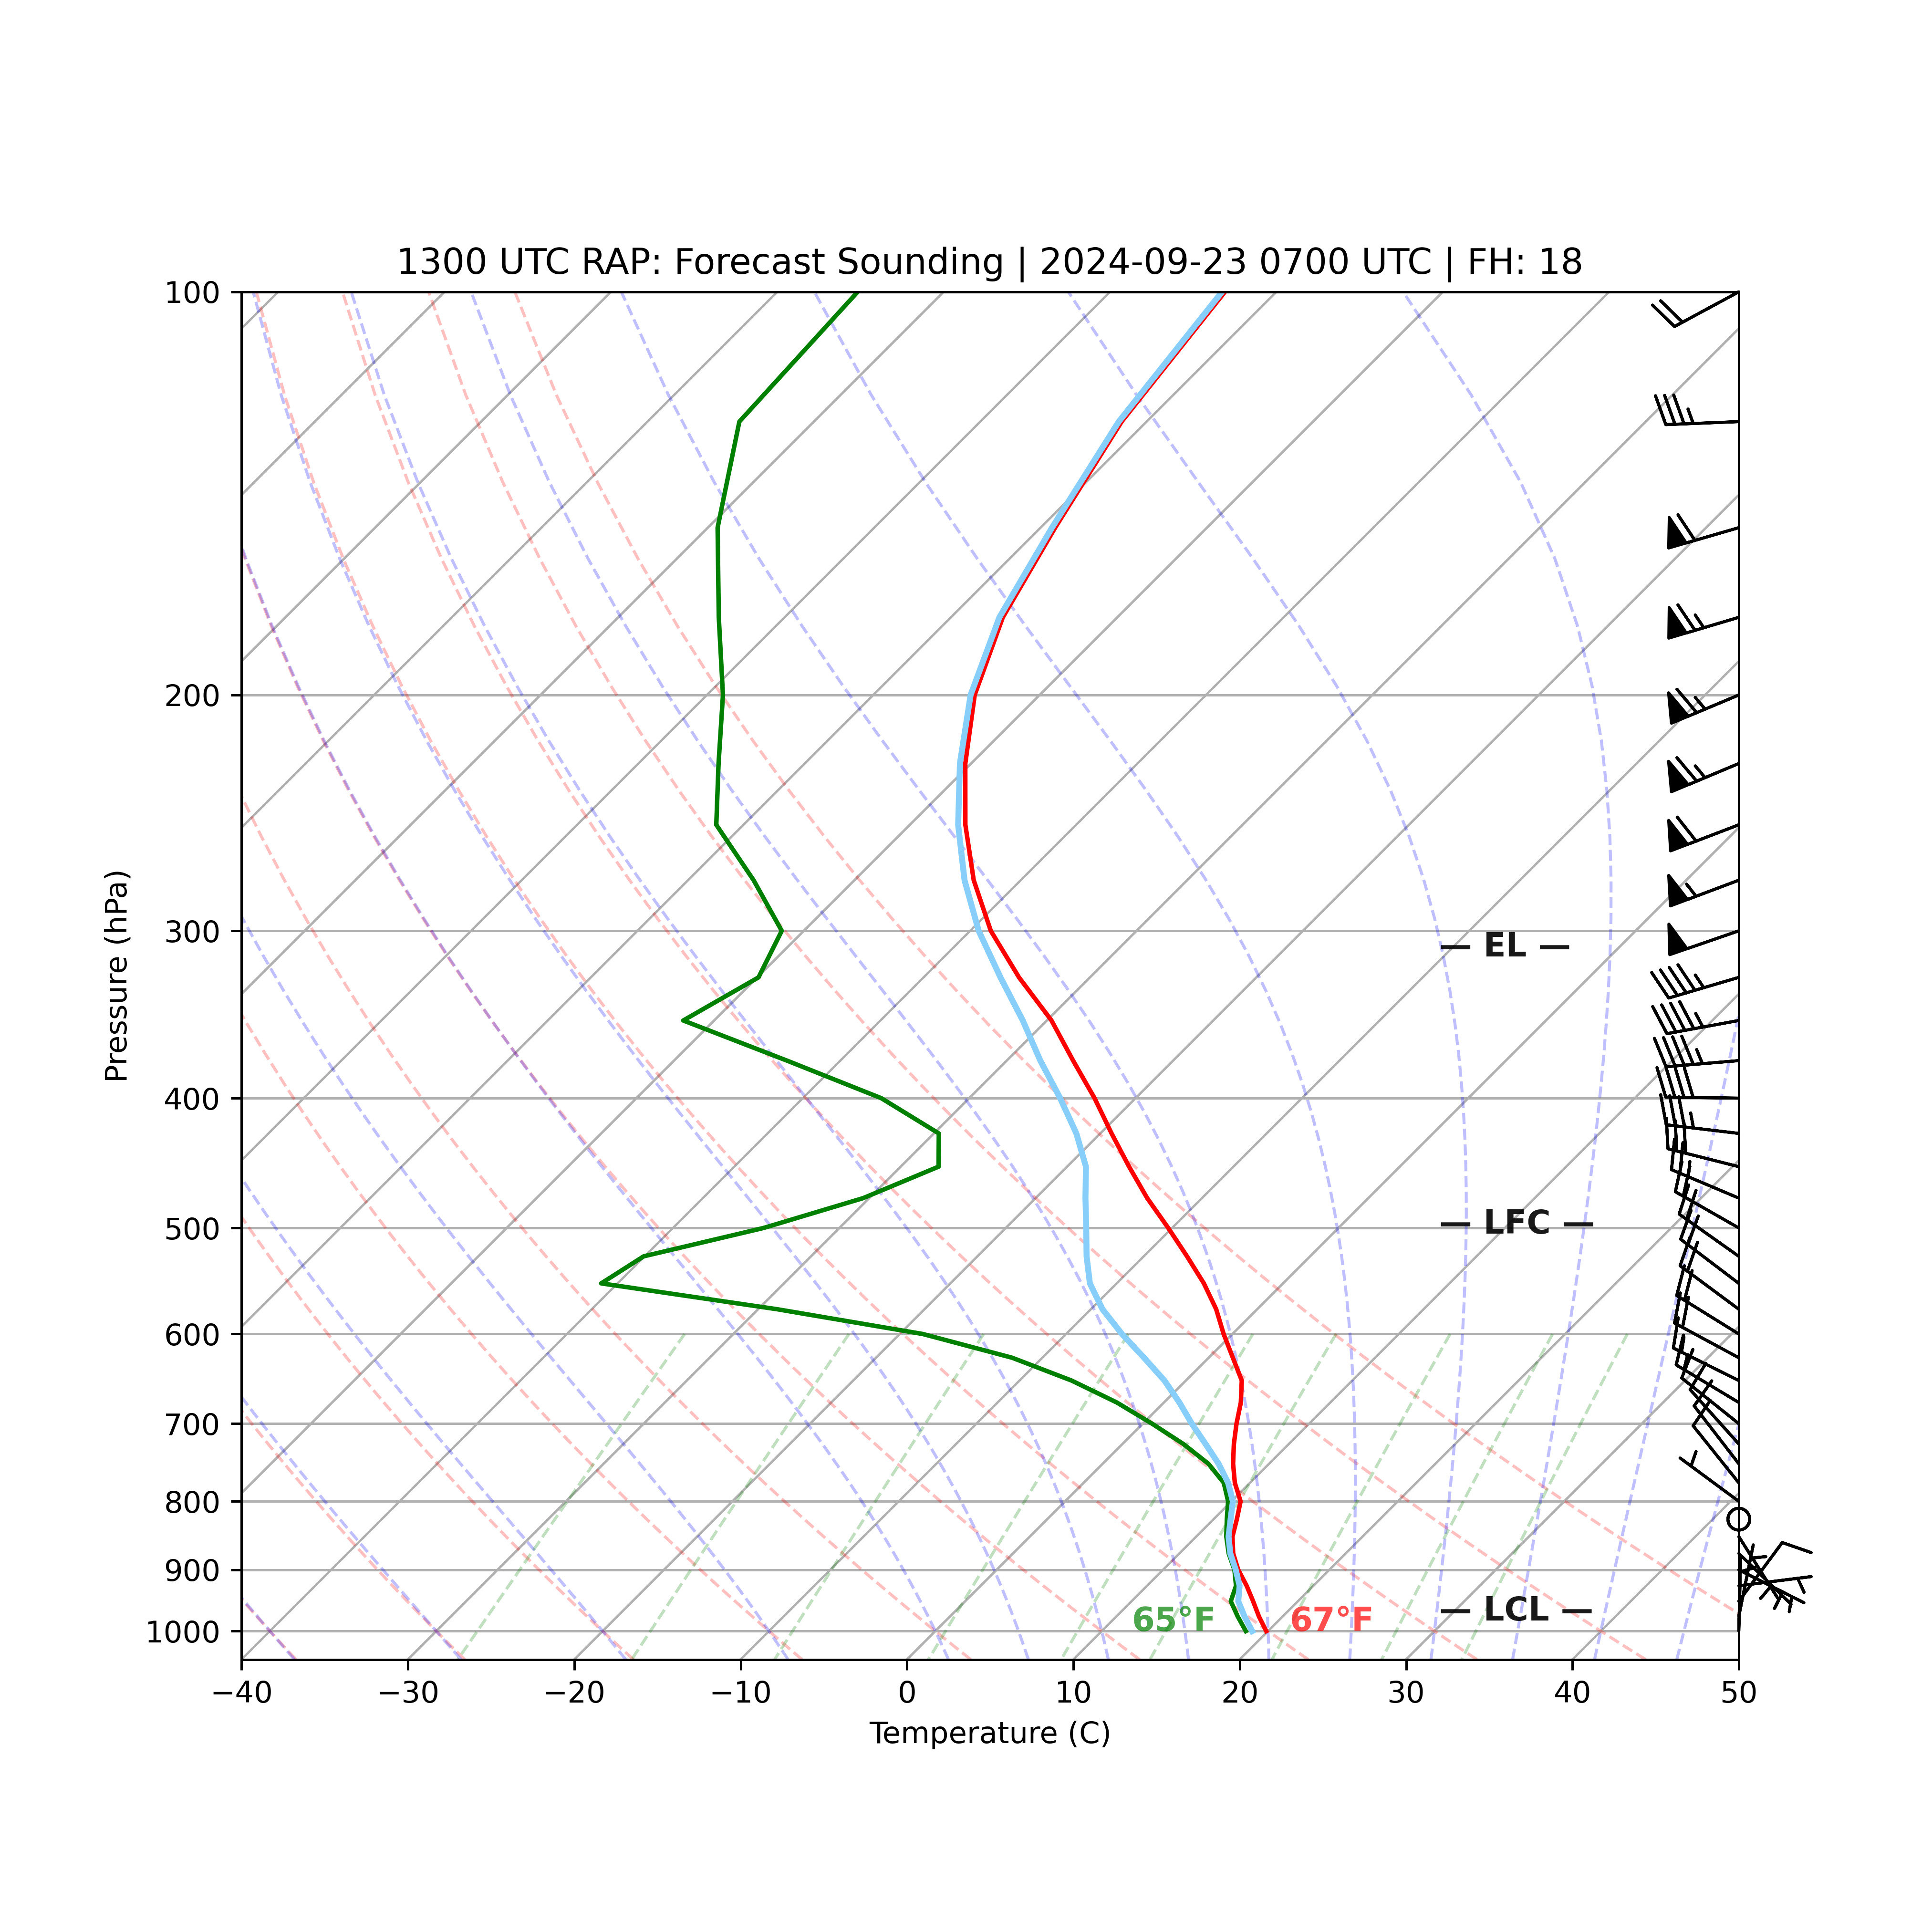 1300 UTC RAP: Forecast Sounding | 2024-09-23 0700 UTC | FH: 18
100
200
300
400
500
600
700
800
900
1000
Pressure (hPa)
— EL —
— LFC —
— LCL —
65°F
67°F
−40
−30
−20
−10
0
10
20
30
40
50
Temperature (C)